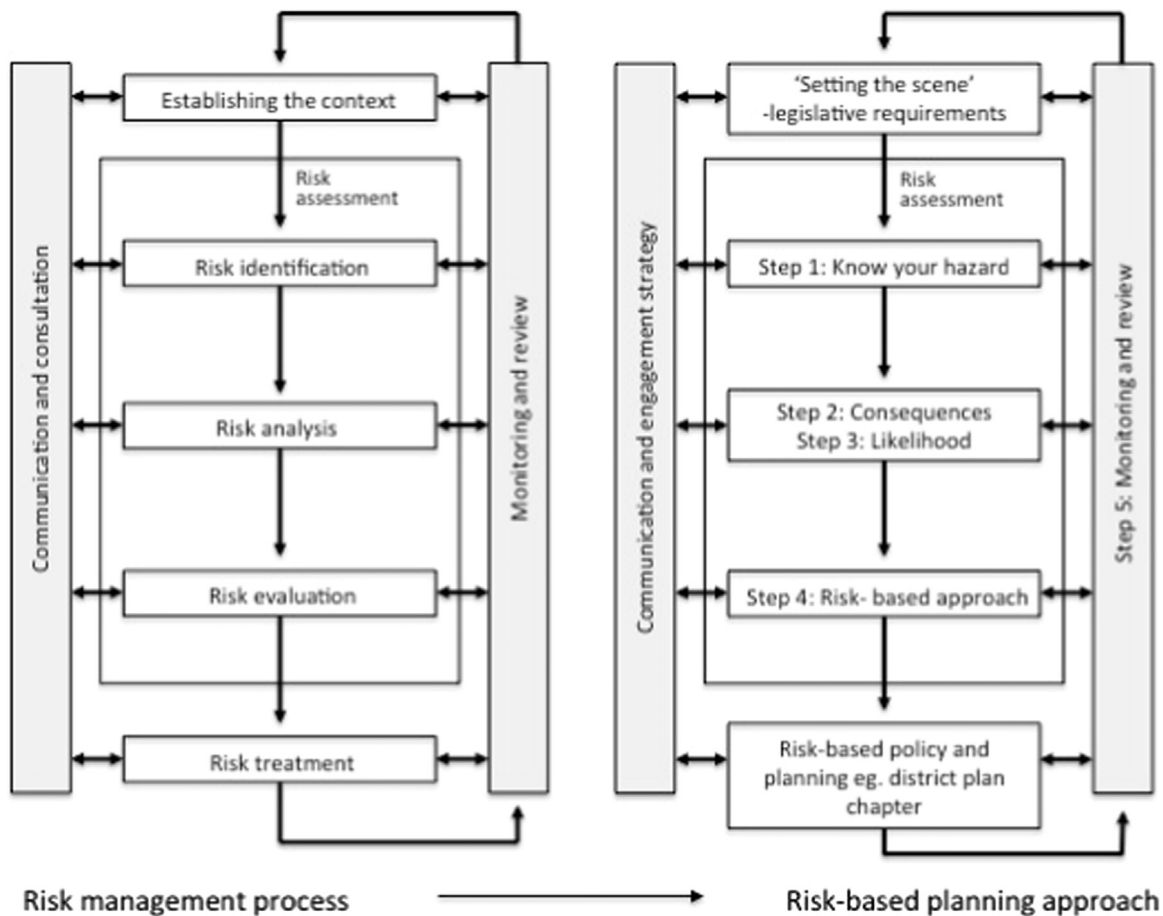 Communication and consultation
Establishing the context
Risk
assessment
Risk identification
Risk analysis
Risk evaluation
Risk treatment
Monitoring and review
Communication and engagement strategy
‘Setting the scene’
-legislative requirements
Risk
assessment
Step 1: Know your hazard
Step 2: Consequences
Step 3: Likelihood
Step 4: Risk- based approach
Risk-based policy and
planning eg. district plan
chapter
Step 5: Monitoring and review
Risk management process
Risk-based planning approach